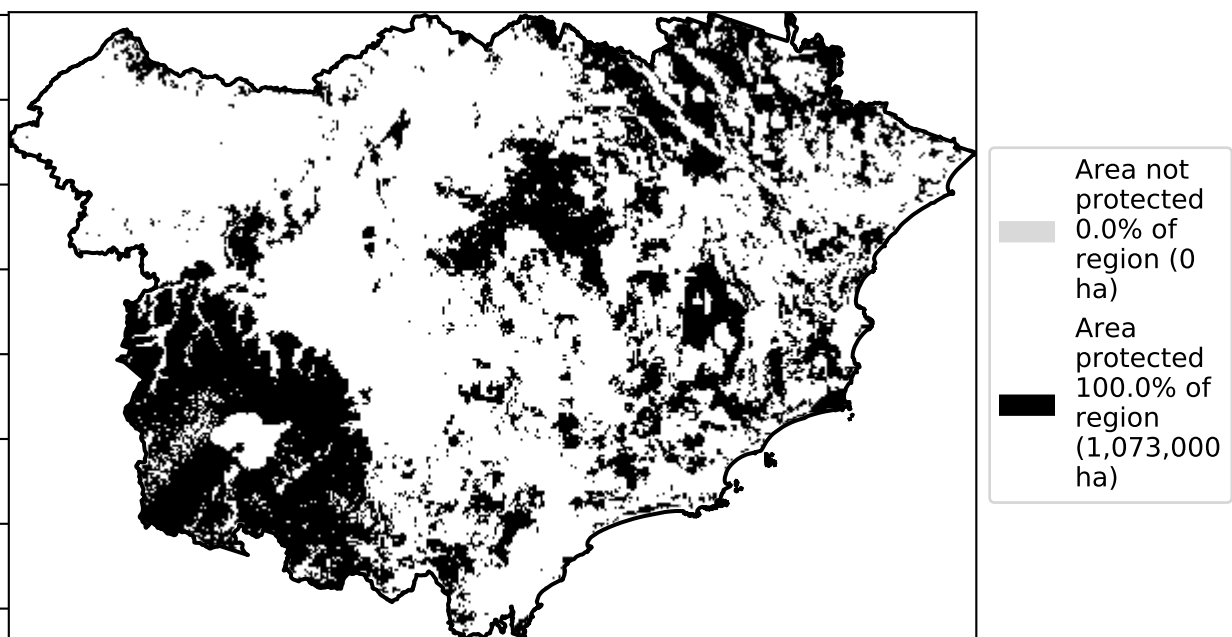 Area not
protected
0.0% of
region (0
ha)
Area
protected
100.0% of
region
(1,073,000
ha)